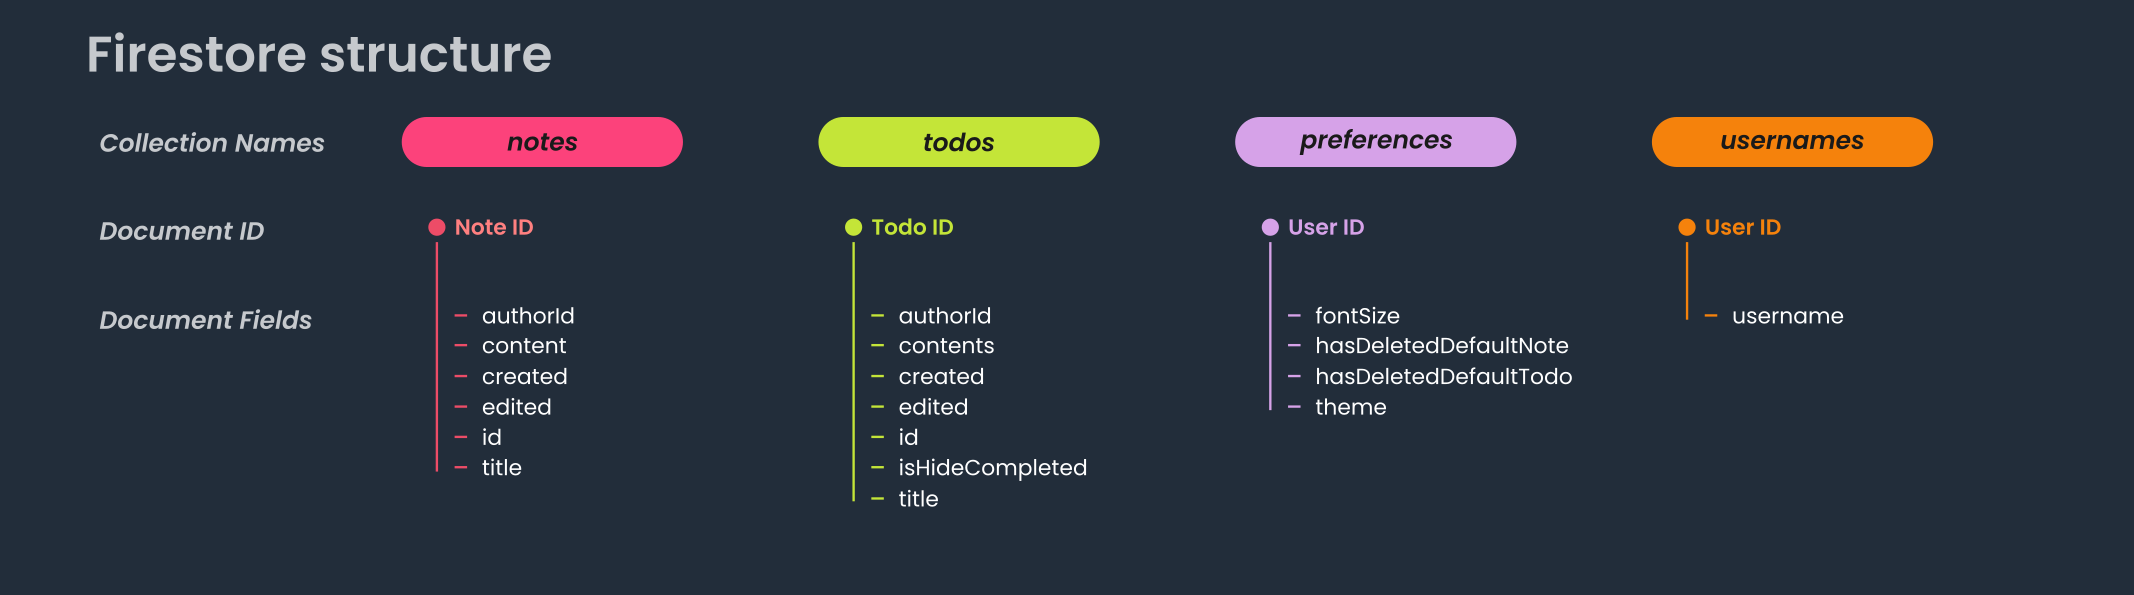 Firestore structure
Collection Names
notes
todos
preferences
usernames
Document ID
Note ID
Todo ID
User ID
User ID
Document Fields
authorId
content
created
edited
id
title
authorId
contents
created
edited
id
isHideCompleted
title
fontSize
hasDeletedDefaultNote
hasDeletedDefaultTodo
theme
username